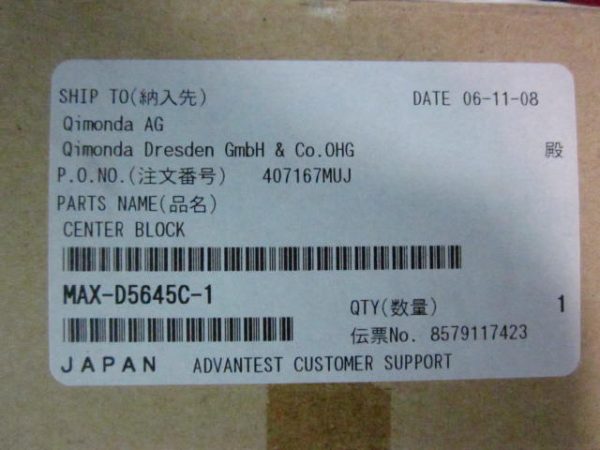 SHIP TO(納入先) DATE 06-11-08
Qimonda AG
Qimonda Dresden GmbH & Co.OHG 殿
P.O.NO.(注文番号) 407167MUJ
PARTS NAME(品名)
CENTER BLOCK
MAX-D5645C-1
QTY(数量) 1
伝票No. 8579117423
JAPAN ADVANTEST CUSTOMER SUPPORT